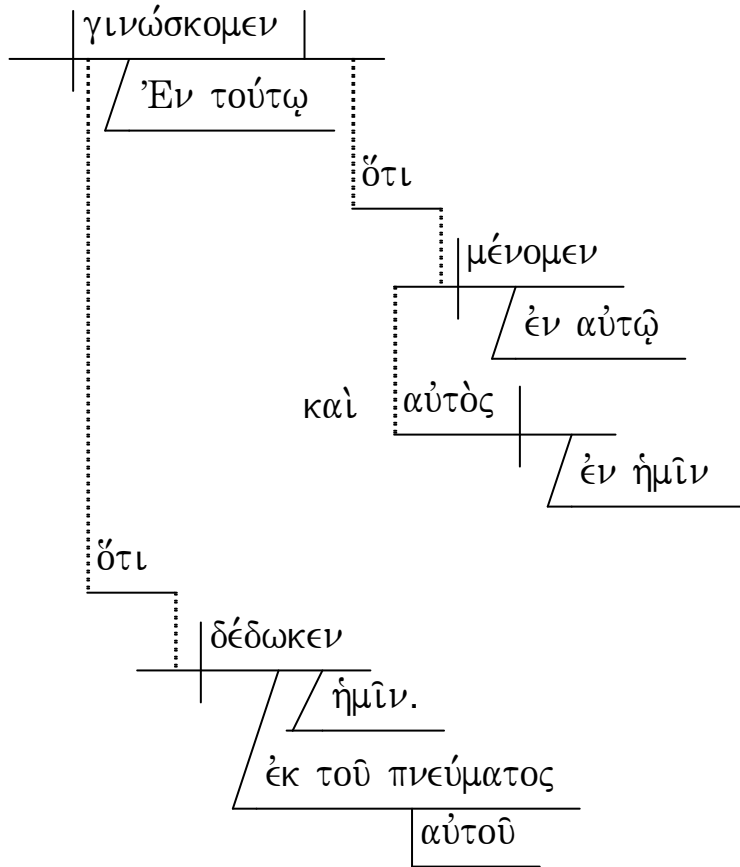 γινώσκομεν
Ἐν τούτῳ
ὅτι
μένομεν
ἐν αὐτῷ
καὶ αὐτὸς
ἐν ἡμῖν
ὅτι
δέδωκεν
ἡμῖν.
ἐκ τοῦ πνεύματος
αὐτοῦ